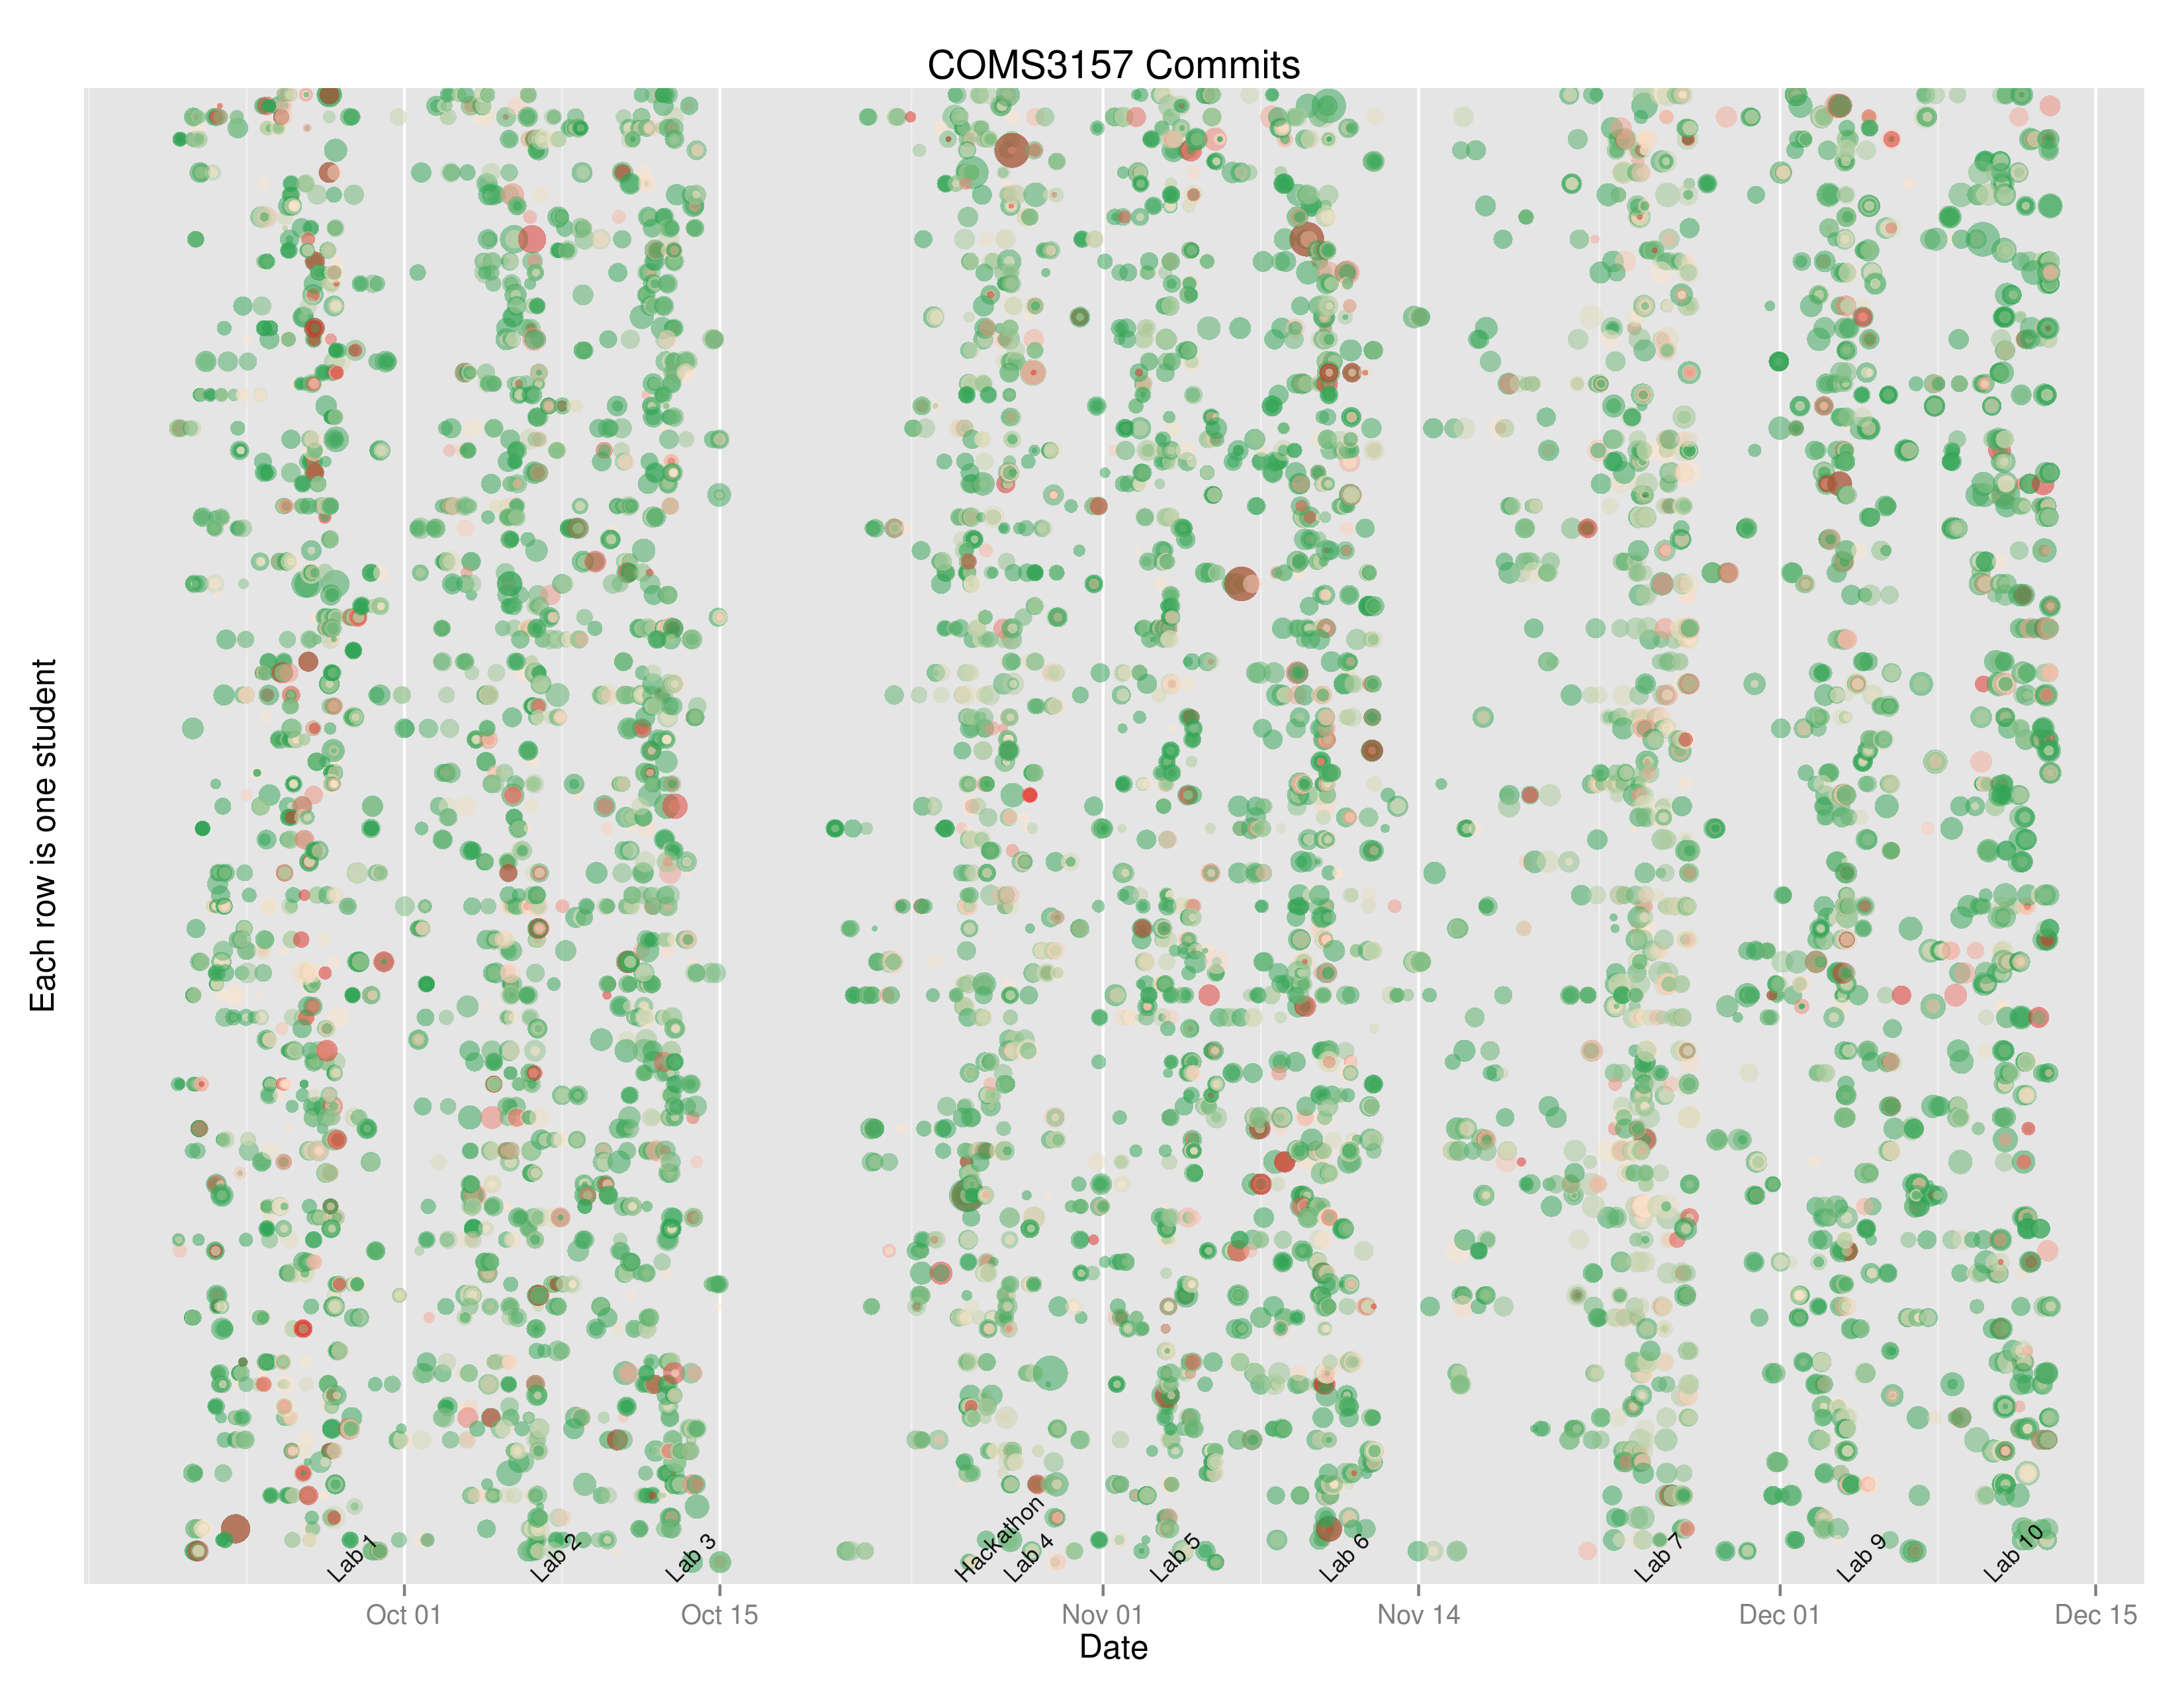 COMS3157 Commits
Each row is one student
Lab 1
Lab 2
Lab 3
Hackathon
Lab 4
Lab 5
Lab 6
Lab 7
Lab 9
Lab 10
Oct 01
Oct 15
Nov 01
Nov 14
Dec 01
Dec 15
Date